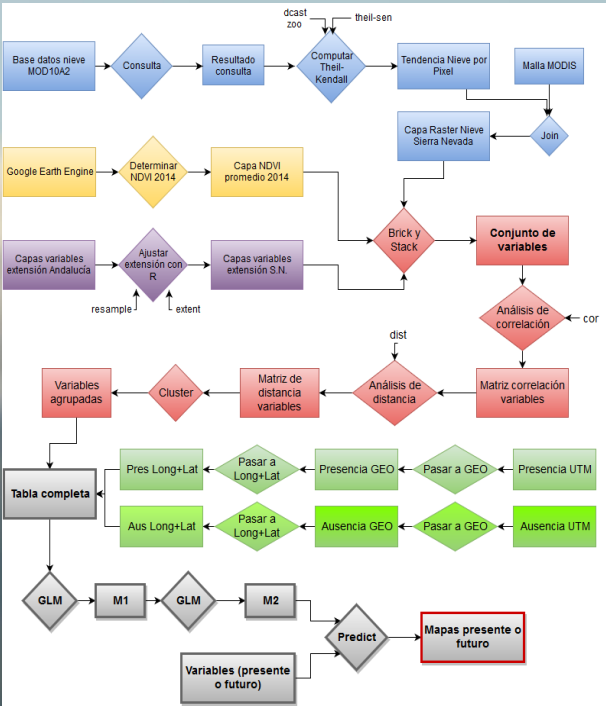 dcast
zoo
theil-sen
Base datos nieve
MOD10A2
Consulta
Resultado
consulta
Computar
Theil-
Kendall
Tendencia Nieve por
Pixel
Malla MODIS
Capa Raster Nieve
Sierra Nevada
Join
Google Earth Engine
Determinar
NDVI 2014
Capa NDVI
promedio 2014
Brick y
Stack
Conjunto de
variables
Capas variables
extensión Andalucía
Ajustar
extensión con
R
Capas variables
extensión S.N.
resample
extent
Análisis de
correlación
cor
dist
Variables
agrupadas
Cluster
Matriz de
distancia
variables
Análisis de
distancia
Matriz correlación
variables
Tabla completa
Pres Long+Lat
Pasar a
Long+Lat
Presencia GEO
Pasar a GEO
Presencia UTM
Aus Long+Lat
Pasar a
Long+Lat
Ausencia GEO
Pasar a GEO
Ausencia UTM
GLM
M1
GLM
M2
Predict
Mapas presente o
futuro
Variables (presente
o futuro)